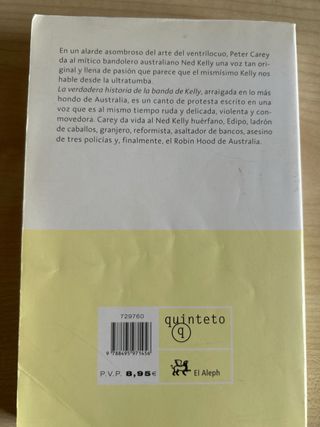 En un alarde asombroso del arte del ventrilocuo, Peter Carey
da al mítico bandolero australiano Ned Kelly una voz tan ori-
ginal y llena de pasión que parece que el mismísimo Kelly nos
hable desde la ultratumba.
La verdadera historia de la banda de Kelly, arraigada en lo más
hondo de Australia, es un canto de protesta escrito en una
voz que es al mismo tiempo ruda y delicada, violenta y con-
movedora. Carey da vida al Ned Kelly huérfano, Edipo, ladrón
de caballos, granjero, reformista, asaltador de bancos, asesino
de tres policías y, finalmente, el Robin Hood de Australia.
729760
9 788495 971456
P.V.P. 8,95€
quinteto
q
El Aleph